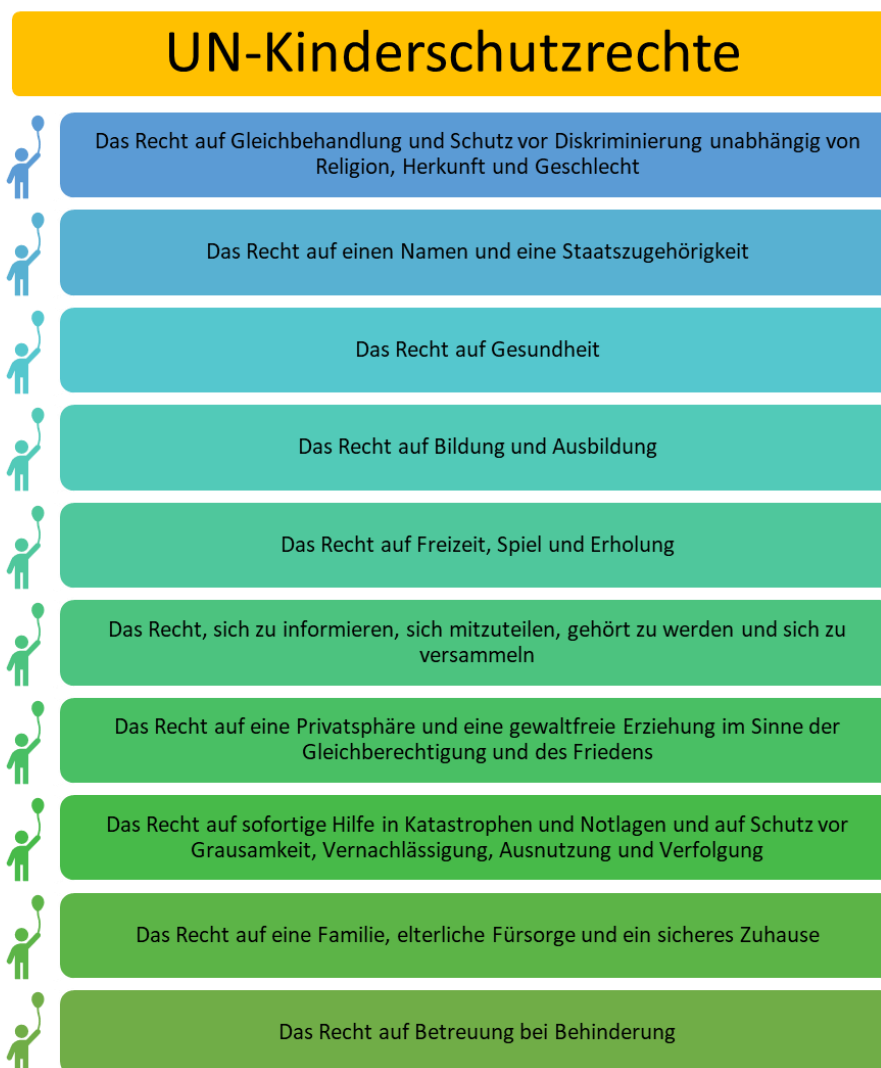 UN-Kinderschutzrechte
Das Recht auf Gleichbehandlung und Schutz vor Diskriminierung unabhängig von
Religion, Herkunft und Geschlecht
Das Recht auf einen Namen und eine Staatszugehörigkeit
Das Recht auf Gesundheit
Das Recht auf Bildung und Ausbildung
Das Recht auf Freizeit, Spiel und Erholung
Das Recht, sich zu informieren, sich mitzuteilen, gehört zu werden und sich zu
versammeln
Das Recht auf eine Privatsphäre und eine gewaltfreie Erziehung im Sinne der
Gleichberechtigung und des Friedens
Das Recht auf sofortige Hilfe in Katastrophen und Notlagen und auf Schutz vor
Grausamkeit, Vernachlässigung, Ausnutzung und Verfolgung
Das Recht auf eine Familie, elterliche Fürsorge und ein sicheres Zuhause
Das Recht auf Betreuung bei Behinderung